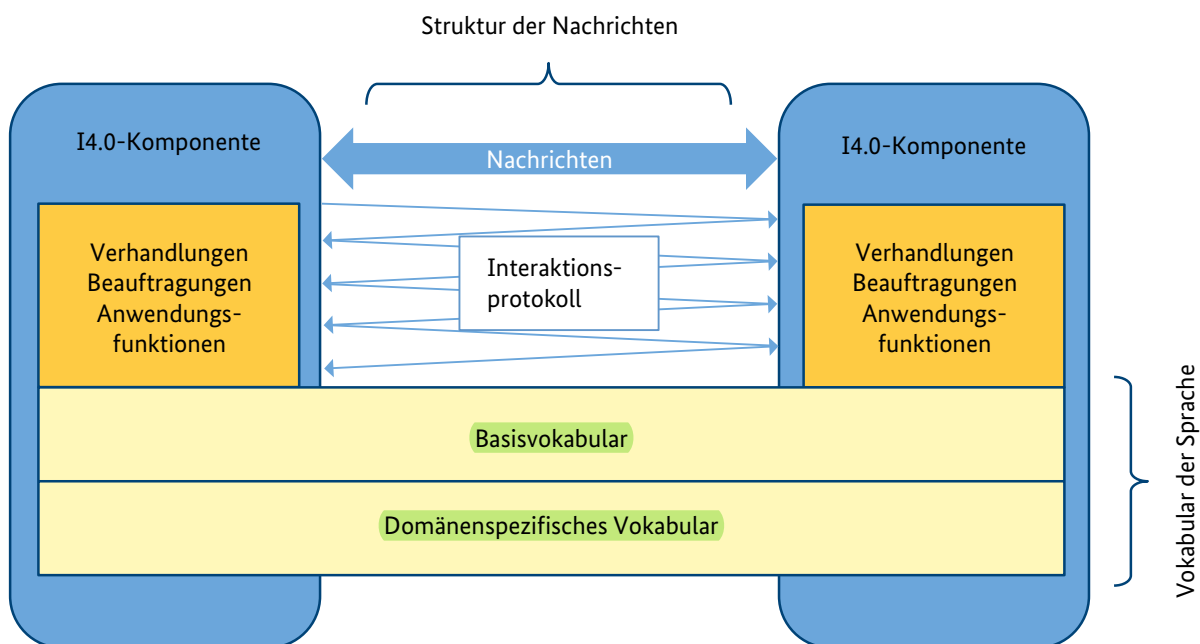 Struktur der Nachrichten
I4.0-Komponente
Nachrichten
I4.0-Komponente
Verhandlungen
Beauftragungen
Anwendungs-
funktionen
Interaktions-
protokoll
Verhandlungen
Beauftragungen
Anwendungs-
funktionen
Basisvokabular
Domänenspezifisches Vokabular
Vokabular der Sprache